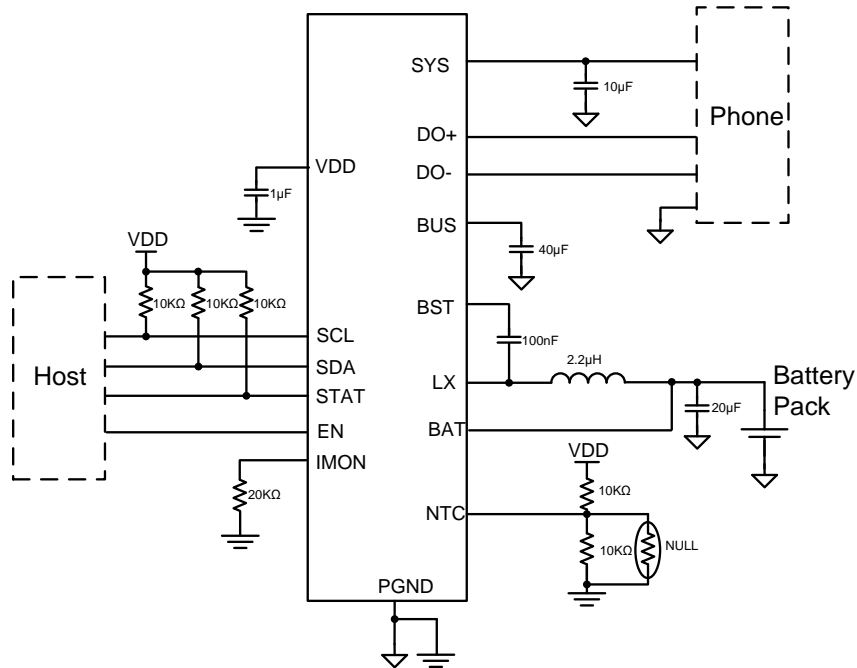 SYS
10µF
Phone
DO+
VDD
DO-
1µF
BUS
VDD
40µF
10KΩ
10KΩ
10KΩ
BST
SCL
100nF
2.2µH
Host
SDA
LX
Battery
Pack
STAT
20µF
EN
BAT
IMON
VDD
20KΩ
10KΩ
NTC
10KΩ
NULL
PGND